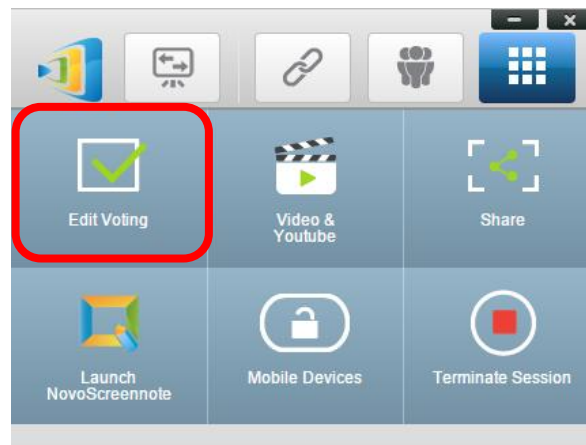 Edit Voting
Video &
Youtube
Share
Launch
NovoScreennote
Mobile Devices
Terminate Session